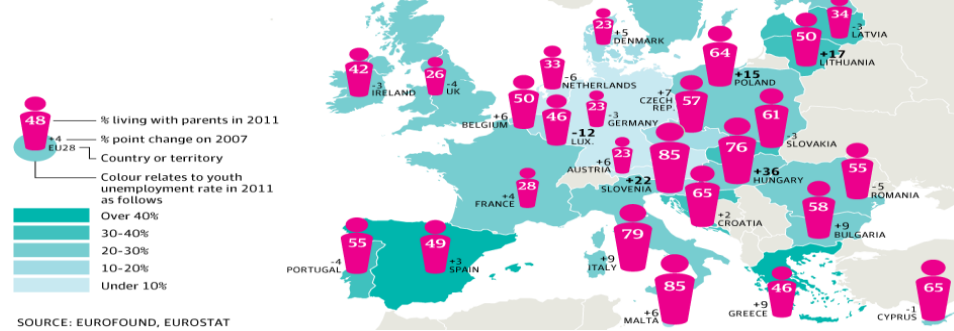 48
% living with parents in 2011
+4
% point change on 2007
EU28
Country or territory
Colour relates to youth
unemployment rate in 2011
as follows
Over 40%
30-40%
20-30%
10-20%
Under 10%
SOURCE: EUROFOUND, EUROSTAT
42
-3
IRELAND
26
-4
UK
23
+5
DENMARK
33
-6
NETHERLANDS
50
+6
BELGIUM
46
-12
LUX.
23
-3
GERMANY
64
+15
POLAND
50
+17
LITHUANIA
34
-3
LATVIA
57
+7
CZECH
REP.
61
-3
SLOVAKIA
23
+6
AUSTRIA
85
+22
SLOVENIA
76
+36
HUNGARY
65
+2
CROATIA
55
-5
ROMANIA
58
+9
BULGARIA
28
+4
FRANCE
55
-4
PORTUGAL
49
+3
SPAIN
79
+9
ITALY
85
+6
MALTA
46
+9
GREECE
65
-1
CYPRUS